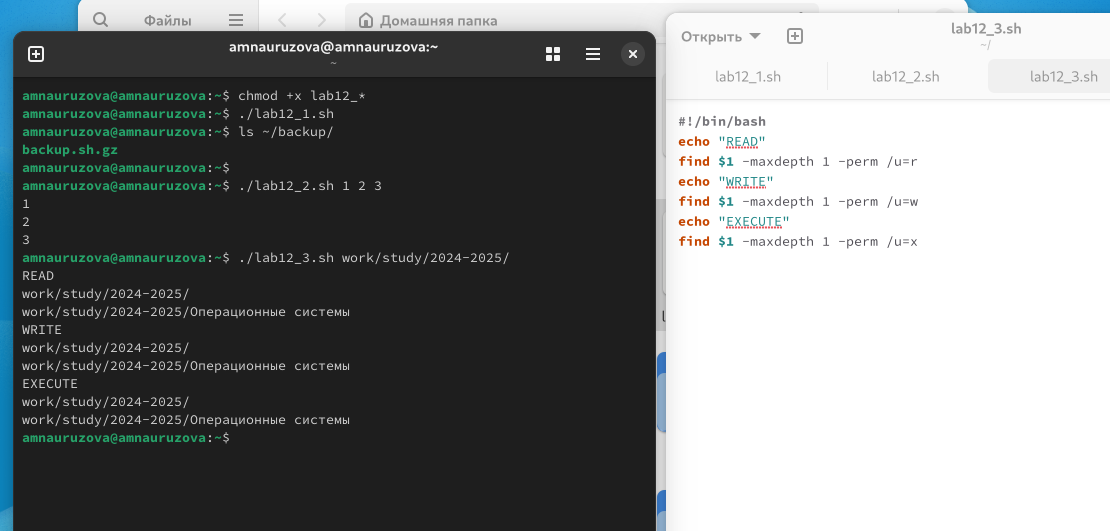 Файлы
Домашняя папка
amnauruzova@amnauruzova:~
~
amnauruzova@amnauruzova:~$ chmod +x lab12_*
amnauruzova@amnauruzova:~$ ./lab12_1.sh
amnauruzova@amnauruzova:~$ ls ~/backup/
backup.sh.gz
amnauruzova@amnauruzova:~$
amnauruzova@amnauruzova:~$ ./lab12_2.sh 1 2 3
1
2
3
amnauruzova@amnauruzova:~$ ./lab12_3.sh work/study/2024-2025/
READ
work/study/2024-2025/
work/study/2024-2025/Операционные системы
WRITE
work/study/2024-2025/
work/study/2024-2025/Операционные системы
EXECUTE
work/study/2024-2025/
work/study/2024-2025/Операционные системы
amnauruzova@amnauruzova:~$
Открыть
lab12_3.sh
~/
lab12_1.sh
lab12_2.sh
lab12_3.sh
#!/bin/bash
echo "READ"
find $1 -maxdepth 1 -perm /u=r
echo "WRITE"
find $1 -maxdepth 1 -perm /u=w
echo "EXECUTE"
find $1 -maxdepth 1 -perm /u=x